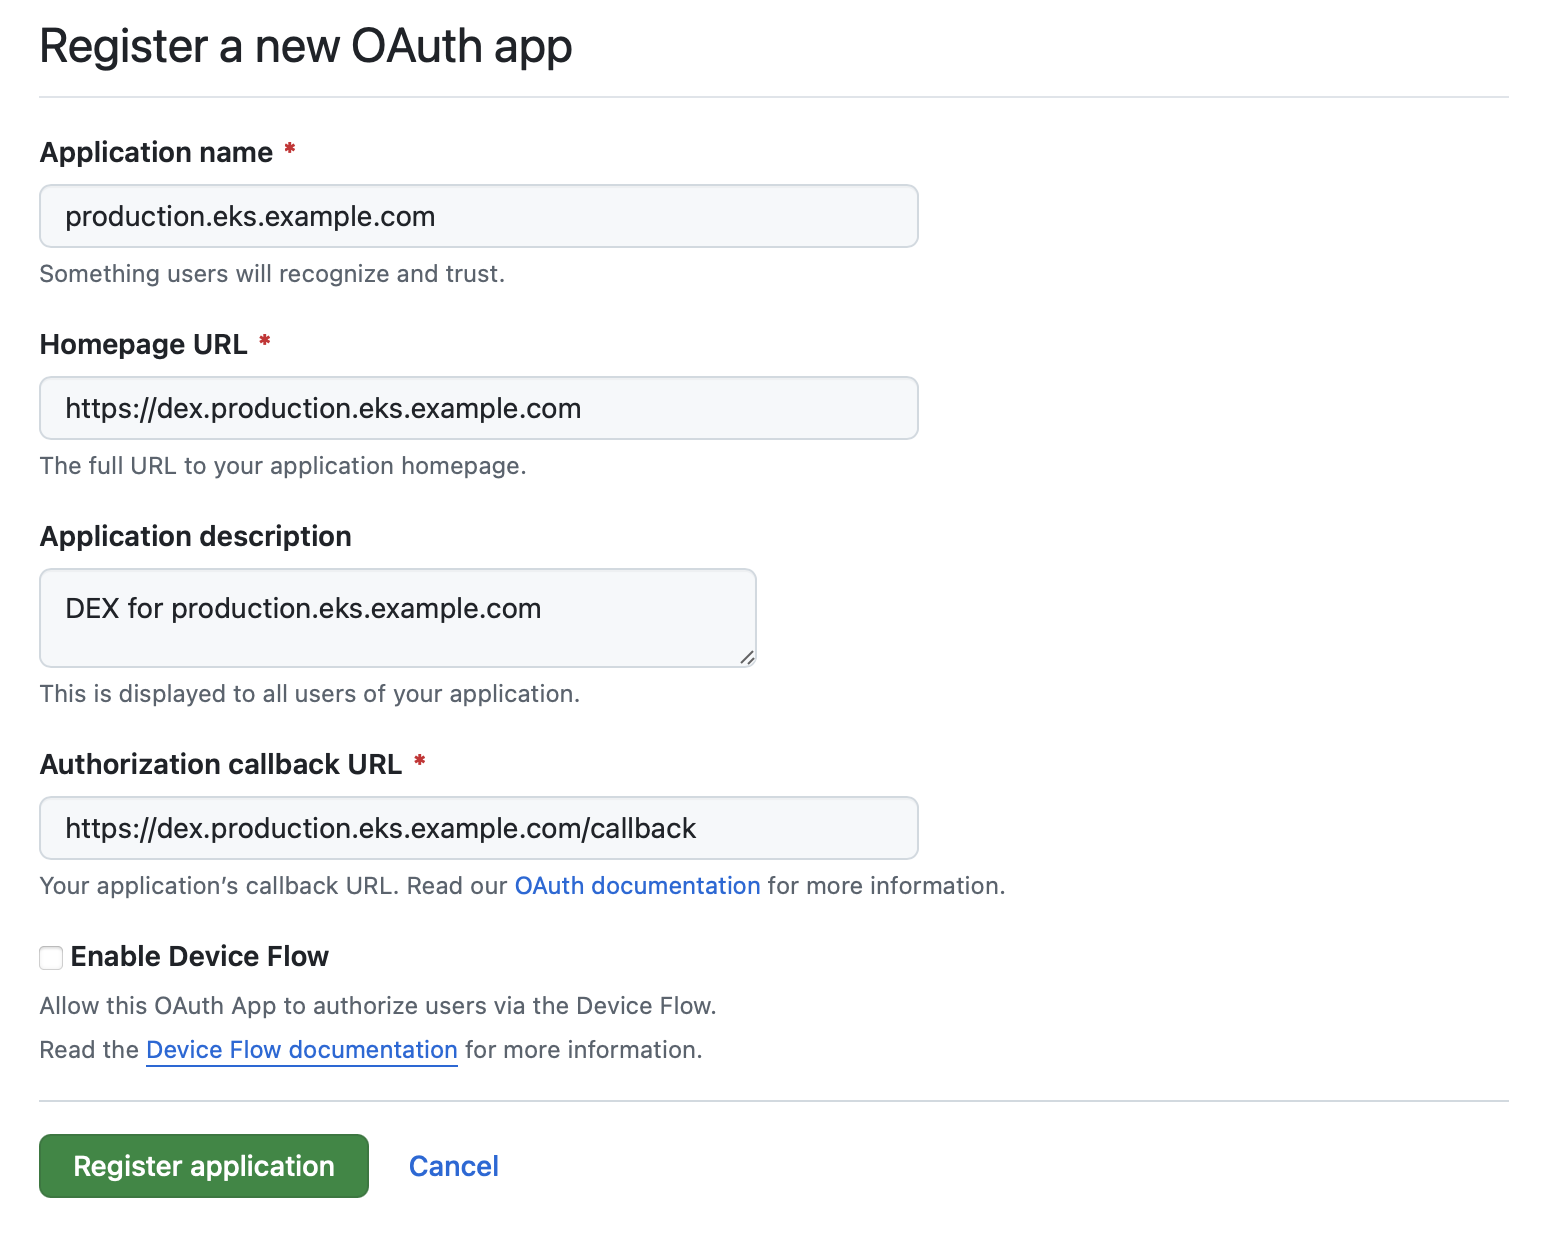 Register a new OAuth app
Application name *
production.eks.example.com
Something users will recognize and trust.
Homepage URL *
https://dex.production.eks.example.com
The full URL to your application homepage.
Application description
DEX for production.eks.example.com
This is displayed to all users of your application.
Authorization callback URL *
https://dex.production.eks.example.com/callback
Your application’s callback URL. Read our OAuth documentation for more information.
Enable Device Flow
Allow this OAuth App to authorize users via the Device Flow.
Read the Device Flow documentation for more information.
Register application Cancel